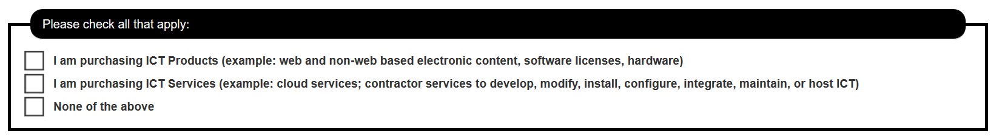 Please check all that apply:
I am purchasing ICT Products (example: web and non-web based electronic content, software licenses, hardware)
I am purchasing ICT Services (example: cloud services; contractor services to develop, modify, install, configure, integrate, maintain, or host ICT)
None of the above